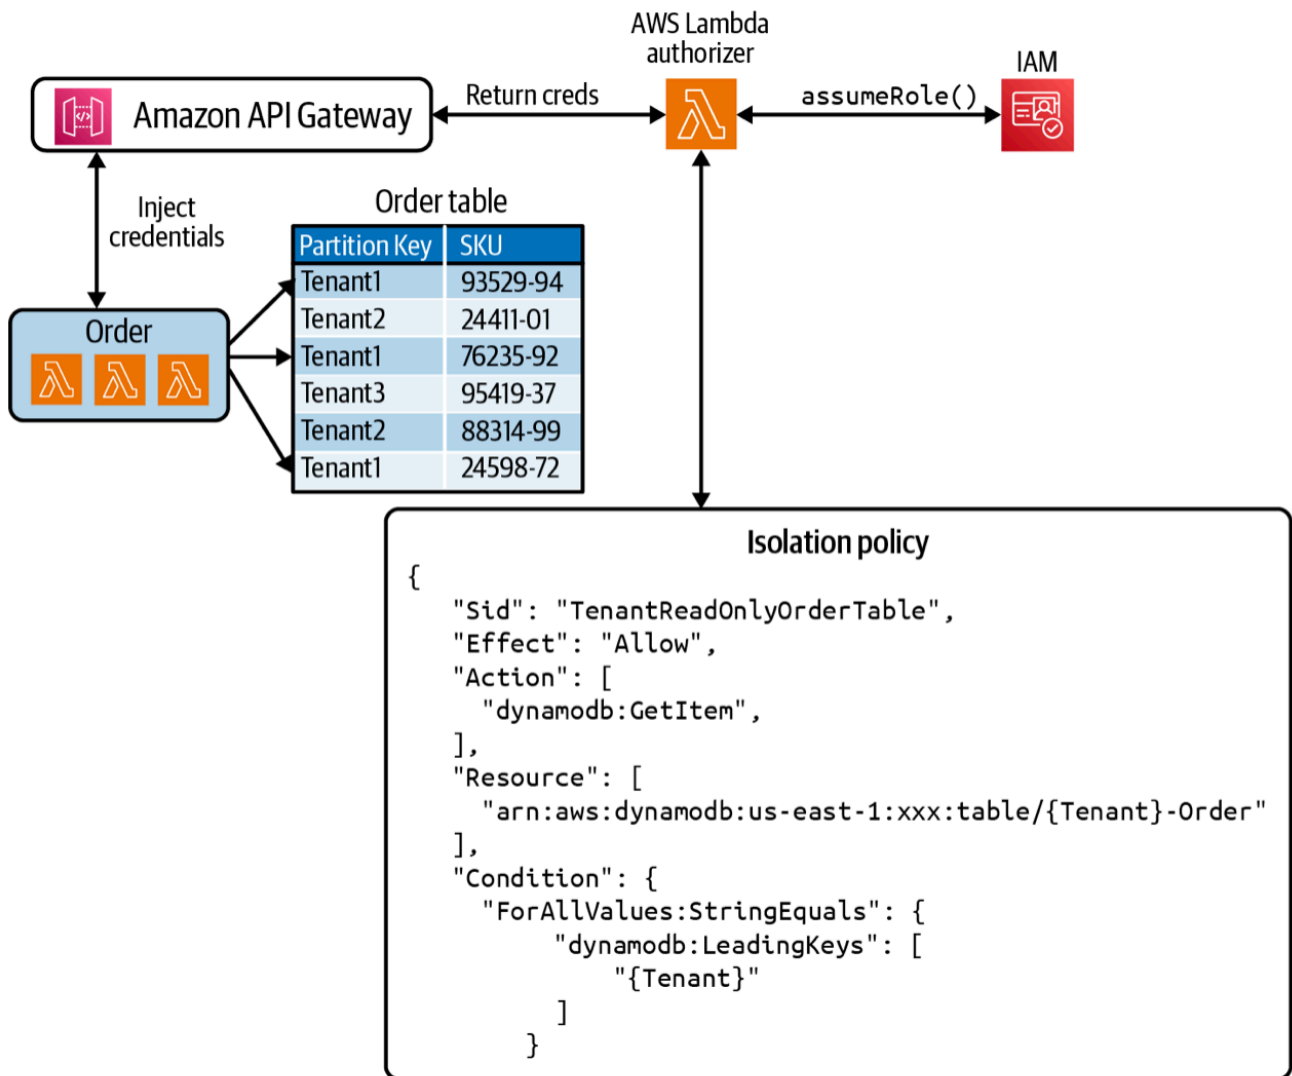 AWS Lambda
authorizer
IAM
Amazon API Gateway
Return creds
assumeRole()
Inject
credentials
Order table
Partition Key SKU
Tenant1 93529-94
Tenant2 24411-01
Tenant1 76235-92
Tenant3 95419-37
Tenant2 88314-99
Tenant1 24598-72
Order
Isolation policy
{
"Sid": "TenantReadOnlyOrderTable",
"Effect": "Allow",
"Action": [
"dynamodb:GetItem",
],
"Resource": [
"arn:aws:dynamodb:us-east-1:xxx:table/{Tenant}-Order"
],
"Condition": {
"ForAllValues:StringEquals": {
"dynamodb:LeadingKeys": [
"{Tenant}"
]
}